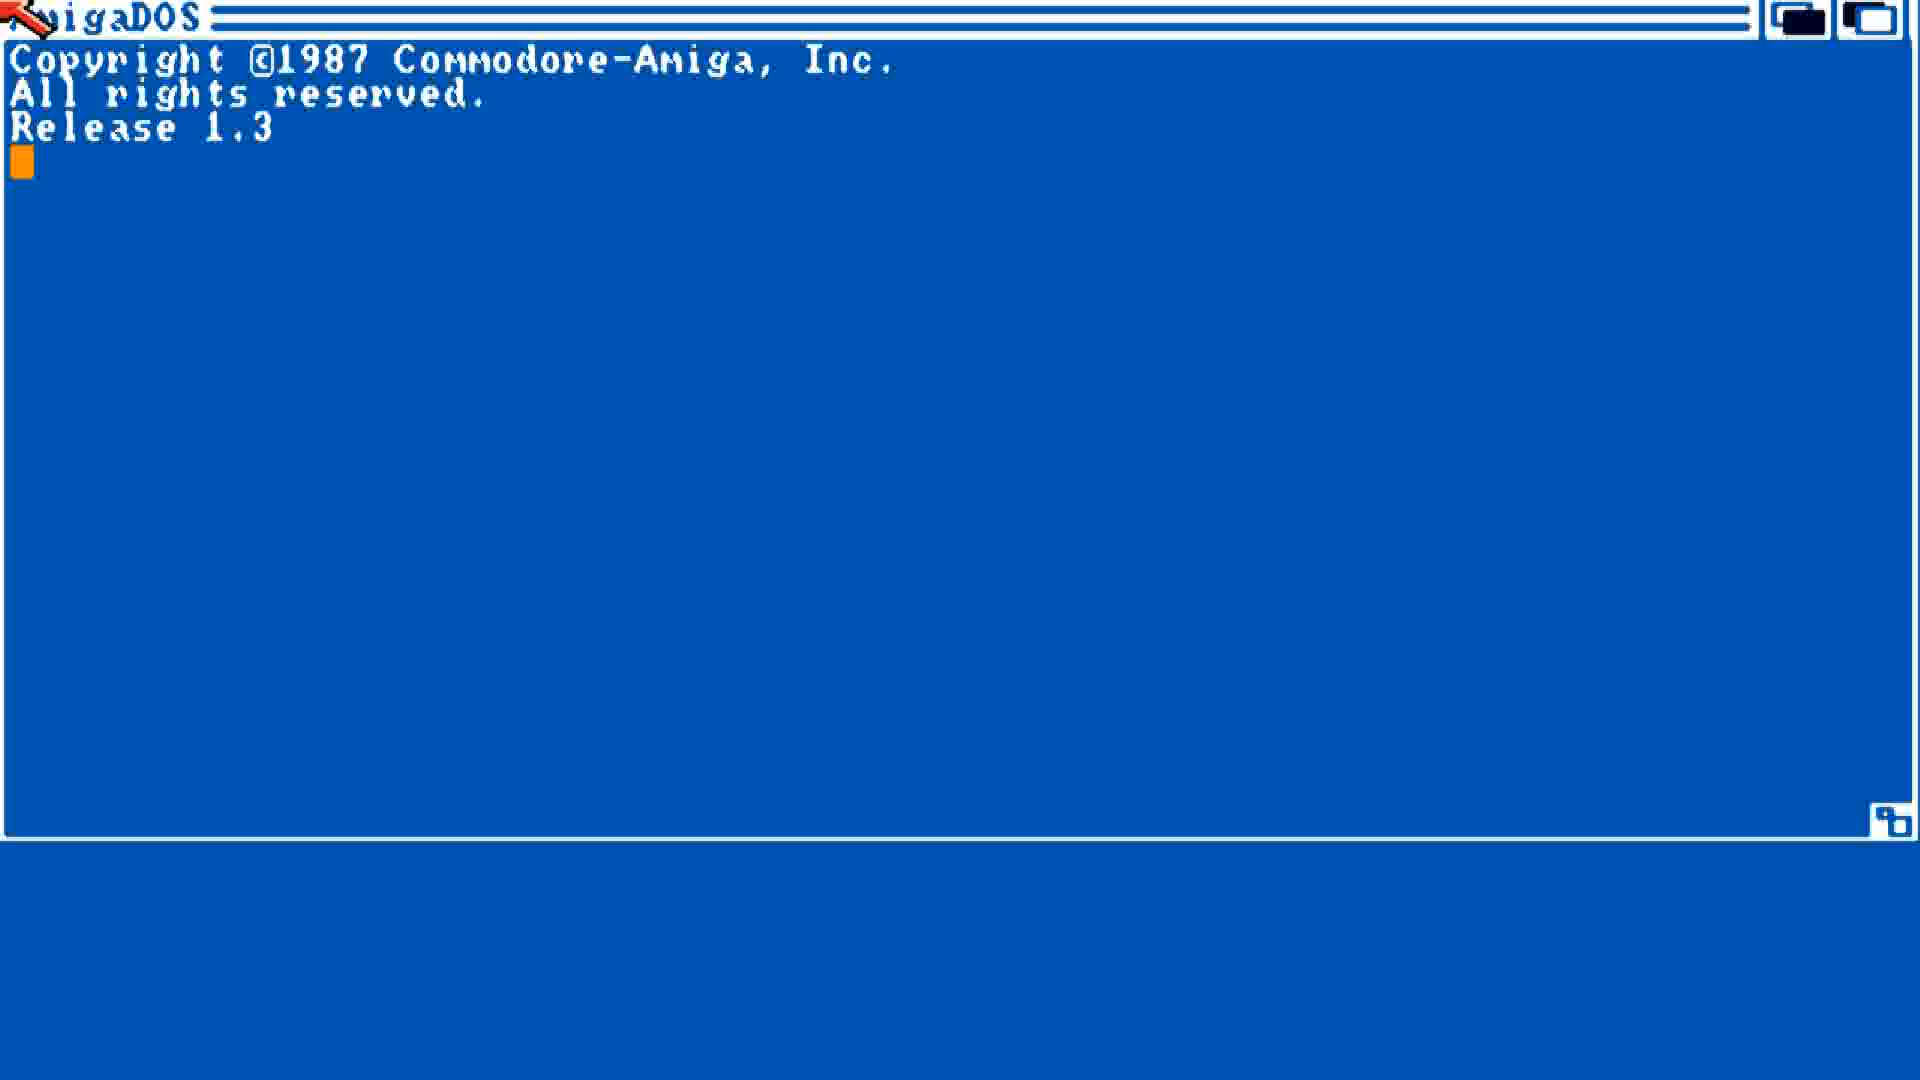 AmigaDOS
Copyright ©1987 Commodore-Amiga, Inc.
All rights reserved.
Release 1.3